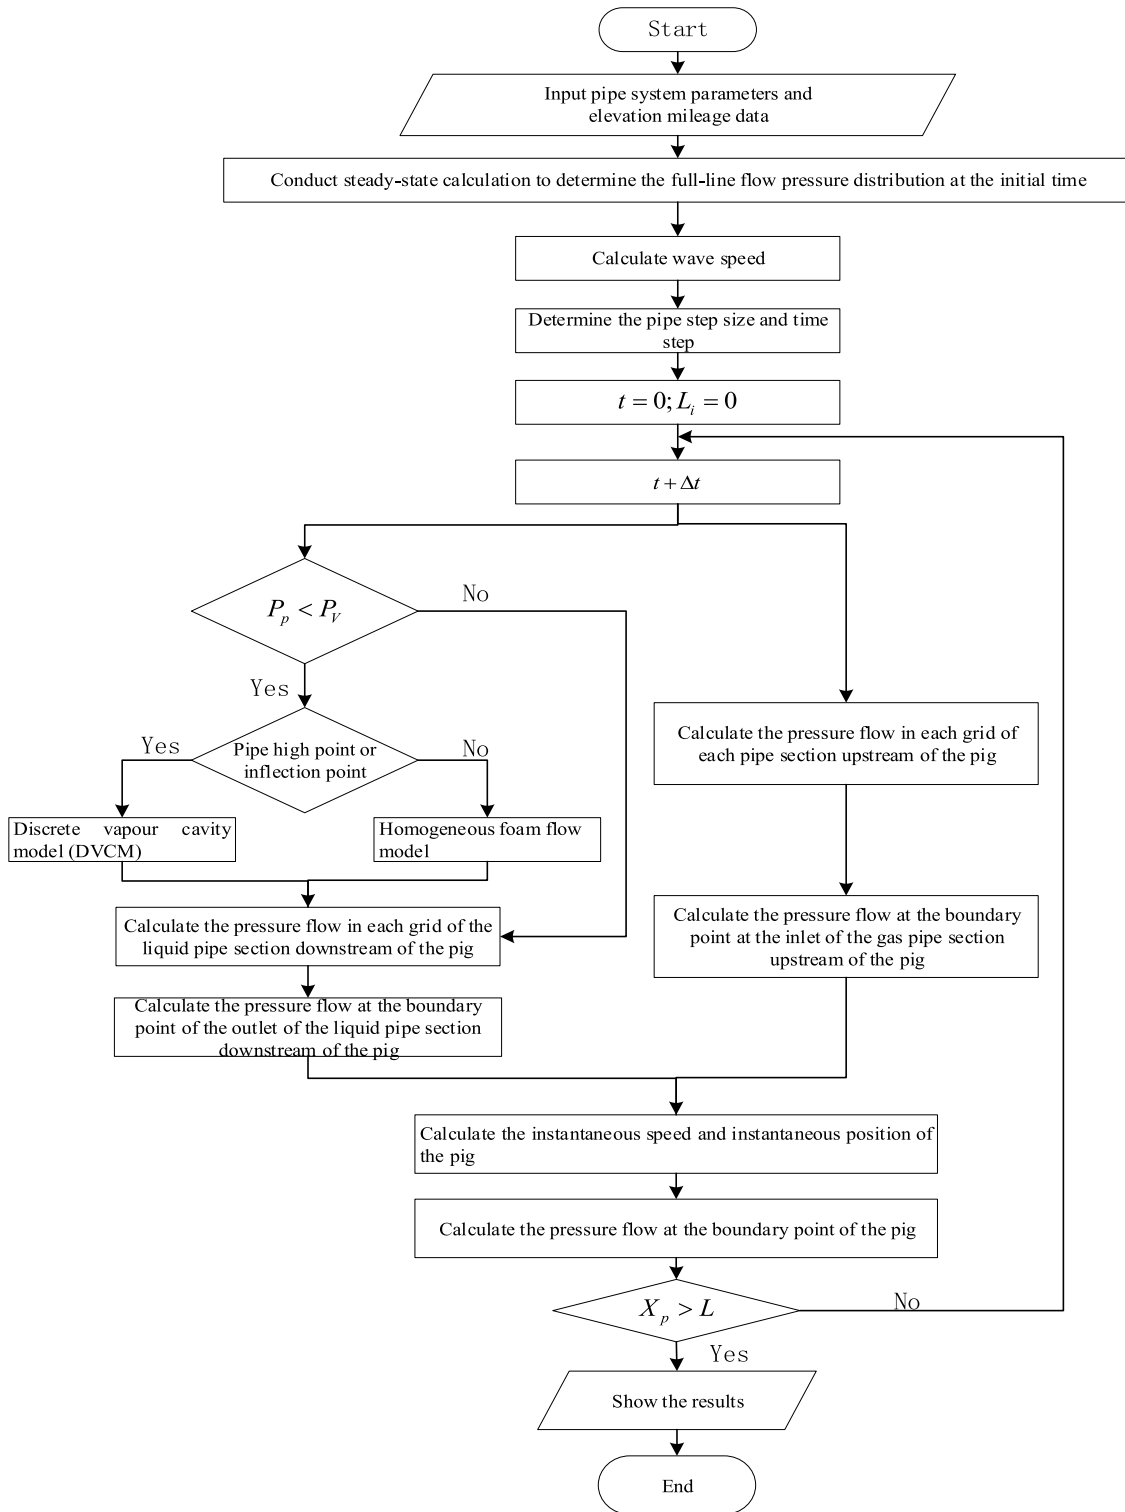 Start
Input pipe system parameters and
elevation mileage data
Conduct steady-state calculation to determine the full-line flow pressure distribution at the initial time
Calculate wave speed
Determine the pipe step size and time
step
t = 0; L_i = 0
t + Δt
P_p < P_V
No
Yes
Pipe high point or
inflection point
Yes
No
Discrete vapour cavity
model (DVCM)
Homogeneous foam flow
model
Calculate the pressure flow in each grid of
each pipe section upstream of the pig
Calculate the pressure flow in each grid of the
liquid pipe section downstream of the pig
Calculate the pressure flow at the boundary
point at the inlet of the gas pipe section
upstream of the pig
Calculate the pressure flow at the boundary
point of the outlet of the liquid pipe section
downstream of the pig
Calculate the instantaneous speed and instantaneous position of
the pig
Calculate the pressure flow at the boundary point of the pig
X_p > L
No
Yes
Show the results
End